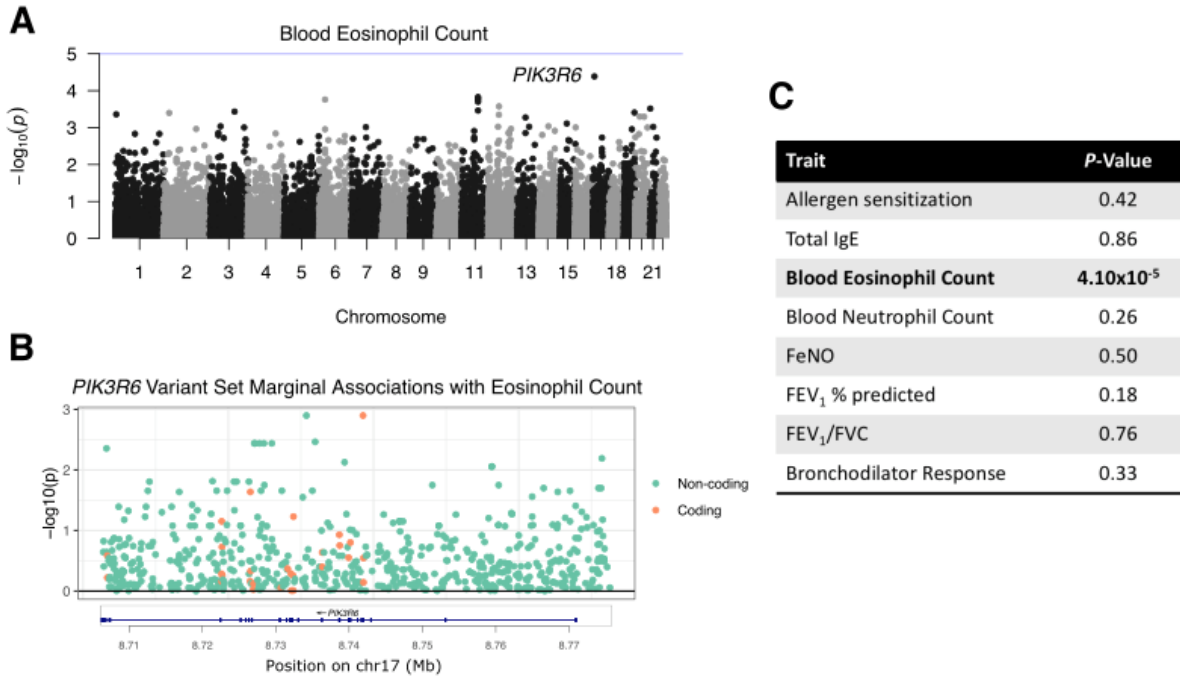 A
Blood Eosinophil Count
5
4
3
2
1
0
−log10(p)
PIK3R6
1 2 3 4 5 6 7 8 9 11 13 15 18 21
Chromosome
B
PIK3R6 Variant Set Marginal Associations with Eosinophil Count
3
2
1
0
−log10(p)
Non-coding
Coding
←PIK3R6
8.71 8.72 8.73 8.74 8.75 8.76 8.77
Position on chr17 (Mb)
C
Trait P-Value
Allergen sensitization 0.42
Total IgE 0.86
Blood Eosinophil Count 4.10x10⁻⁵
Blood Neutrophil Count 0.26
FeNO 0.50
FEV₁ % predicted 0.18
FEV₁/FVC 0.76
Bronchodilator Response 0.33